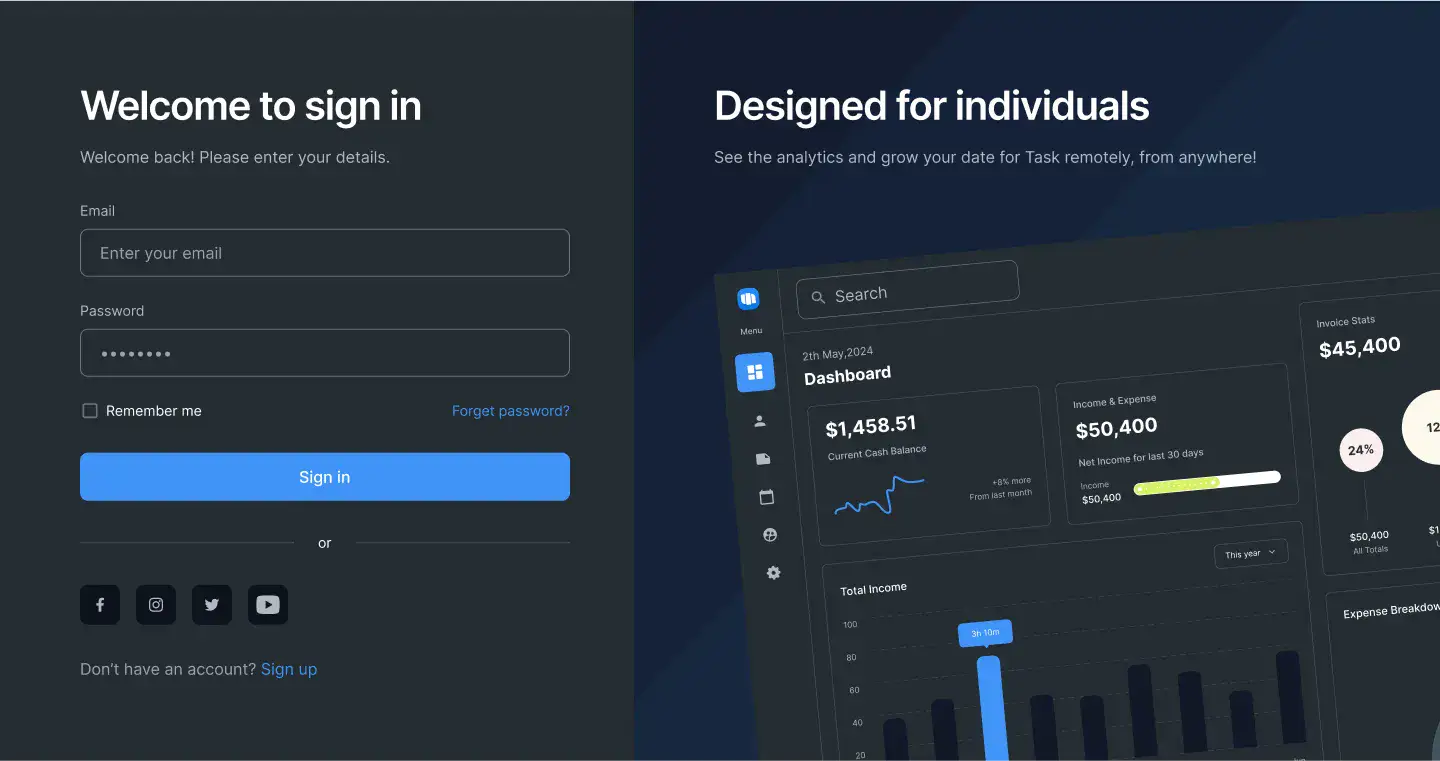 Welcome to sign in
Welcome back! Please enter your details.
Email
Enter your email
Password
Remember me
Forget password?
Sign in
or
Don't have an account? Sign up
Designed for individuals
See the analytics and grow your date for Task remotely, from anywhere!
Menu
Search
2th May,2024
Dashboard
$1,458.51
Current Cash Balance
+8% more
From last month
Income & Expense
$50,400
Net Income for last 30 days
Income
$50,400
Invoice Stats
$45,400
24%
12
$50,400
All Totals
$1
Total Income
This year
100
80
60
40
20
3h 10m
Expense Breakdow